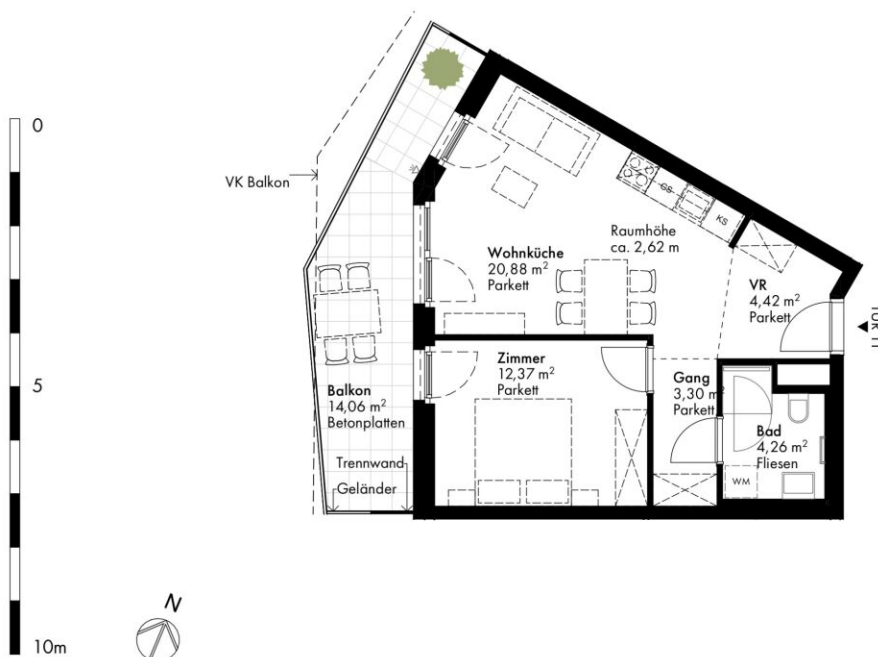 0
5
10m
VK Balkon
Wohnküche
20,88 m²
Parkett
Raumhöhe
ca. 2,62 m
GS
KS
VR
4,42 m²
Parkett
Zimmer
12,37 m²
Parkett
Gang
3,30 m²
Parkett
Bad
4,26 m²
Fliesen
WM
Balkon
14,06 m²
Betonplatten
Trennwand
Geländer
N